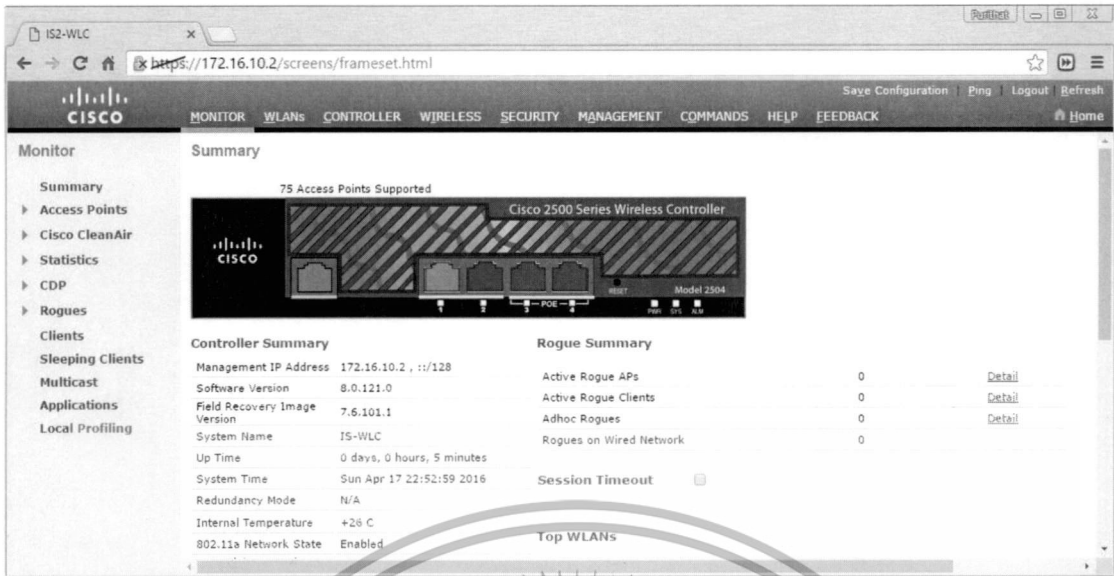 Purithat
IS2-WLC
https://172.16.10.2/screens/frameset.html
Save Configuration Ping Logout Refresh
CISCO
MONITOR WLANs CONTROLLER WIRELESS SECURITY MANAGEMENT COMMANDS HELP FEEDBACK Home
Monitor
Summary
Access Points
Cisco CleanAir
Statistics
CDP
Rogues
Clients
Sleeping Clients
Multicast
Applications
Local Profiling
Summary
75 Access Points Supported
Cisco 2500 Series Wireless Controller
CISCO
RESET
Model 2504
1 2 3 POE 4
PWR SYS ALM
Controller Summary
Management IP Address 172.16.10.2 , ::/128
Software Version 8.0.121.0
Field Recovery Image Version 7.6.101.1
System Name IS-WLC
Up Time 0 days, 0 hours, 5 minutes
System Time Sun Apr 17 22:52:59 2016
Redundancy Mode N/A
Internal Temperature +26 C
802.11a Network State Enabled
Rogue Summary
Active Rogue APs 0 Detail
Active Rogue Clients 0 Detail
Adhoc Rogues 0 Detail
Rogues on Wired Network 0
Session Timeout
Top WLANs